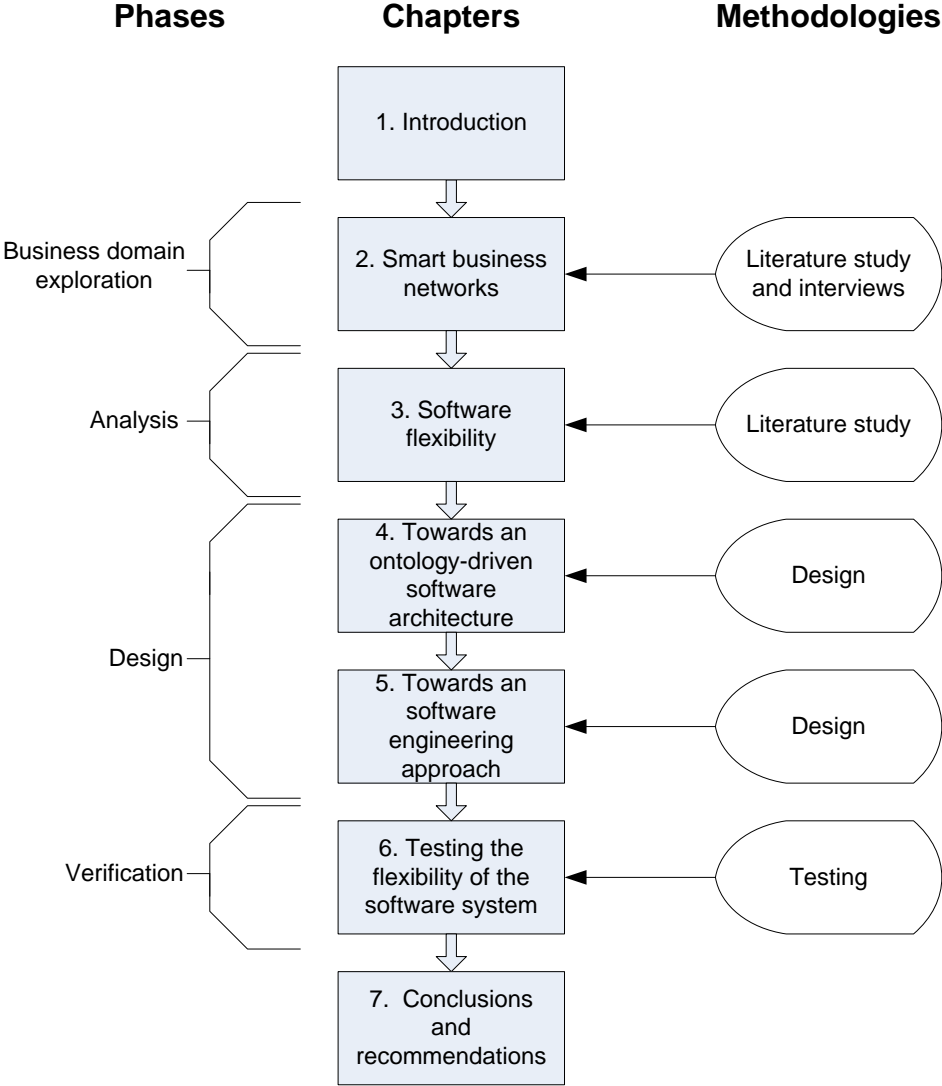 Phases
Chapters
Methodologies
1. Introduction
Business domain
exploration
2. Smart business
networks
Literature study
and interviews
Analysis
3. Software
flexibility
Literature study
Design
4. Towards an
ontology-driven
software
architecture
Design
5. Towards an
software
engineering
approach
Design
Verification
6. Testing the
flexibility of the
software system
Testing
7.  Conclusions
and
recommendations